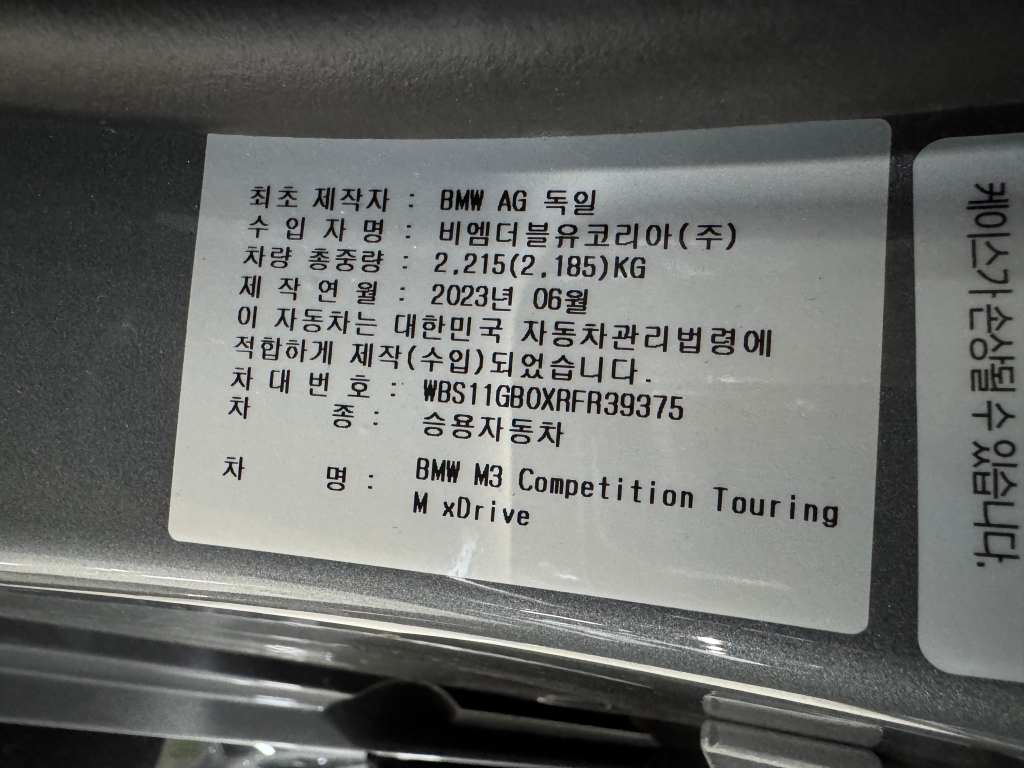 최초 제작자 : BMW AG 독일
수 입 자 명 : 비엠더블유코리아(주)
차량 총중량 : 2.215(2.185)KG
제 작 연 월 : 2023년 06월
이 자동차는 대한민국 자동차관리법령에
적합하게 제작(수입)되었습니다.
차 대 번 호 : WBS11GB0XRFR39375
차 종 : 승용자동차
차 명 : BMW M3 Competition Touring
M xDrive
케이스가 손상될 수 있습니다.